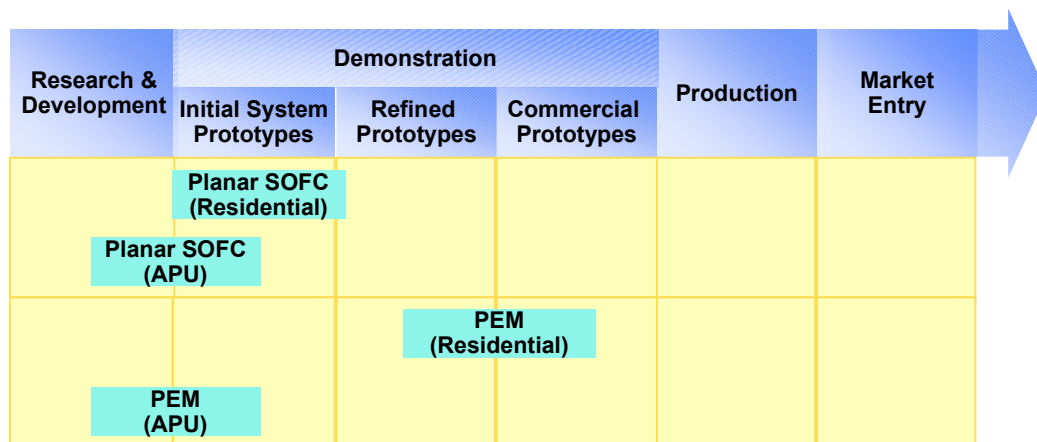 Research &
Development
Demonstration
Initial System
Prototypes
Refined
Prototypes
Commercial
Prototypes
Production
Market
Entry
Planar SOFC
(Residential)
Planar SOFC
(APU)
PEM
(Residential)
PEM
(APU)